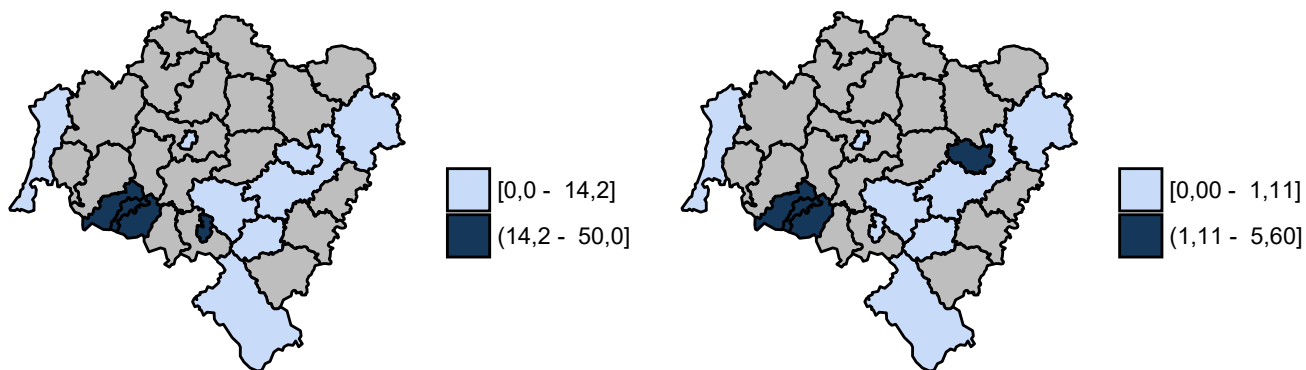 [0,0 - 14,2]
(14,2 - 50,0]
[0,00 - 1,11]
(1,11 - 5,60]